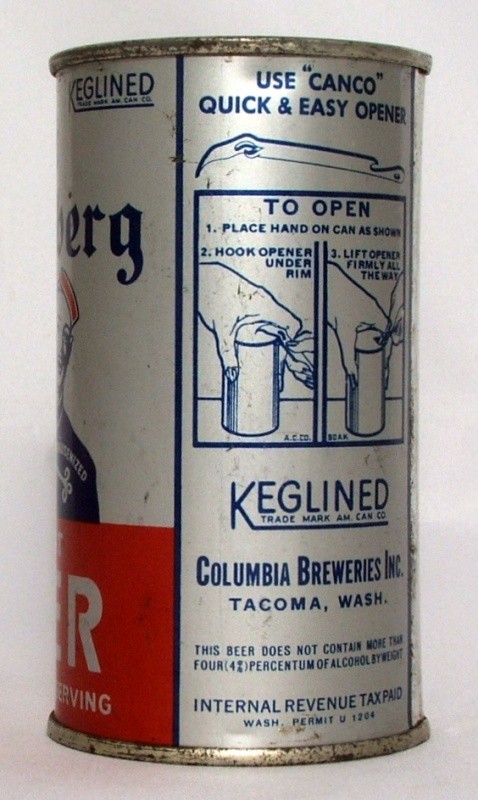 KEGLINED
TRADE MARK AM. CAN CO.
berg
T
ER
SERVING
USE "CANCO"
QUICK & EASY OPENER
TO OPEN
1. PLACE HAND ON CAN AS SHOWN
2. HOOK OPENER
UNDER
RIM
3. LIFT OPENER
FIRMLY ALL
THE WAY
A.C.CO.
50 A.K.
KEGLINED
TRADE MARK AM. CAN CO.
COLUMBIA BREWERIES INC.
TACOMA, WASH.
THIS BEER DOES NOT CONTAIN MORE THAN
FOUR (4%) PERCENTUM OF ALCOHOL BY WEIGHT
INTERNAL REVENUE TAX PAID
WASH. PERMIT U 1204